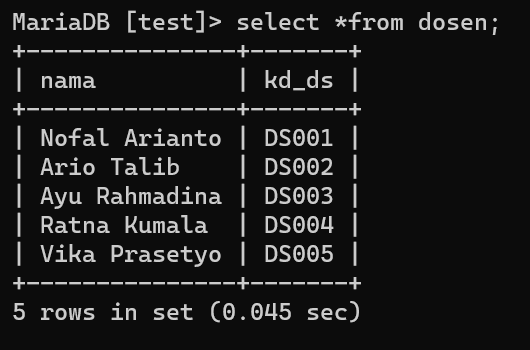 MariaDB [test]> select *from dosen;
+---------------+-------+
| nama          | kd_ds |
+---------------+-------+
| Nofal Arianto | DS001 |
| Ario Talib    | DS002 |
| Ayu Rahmadina | DS003 |
| Ratna Kumala  | DS004 |
| Vika Prasetyo | DS005 |
+---------------+-------+
5 rows in set (0.045 sec)